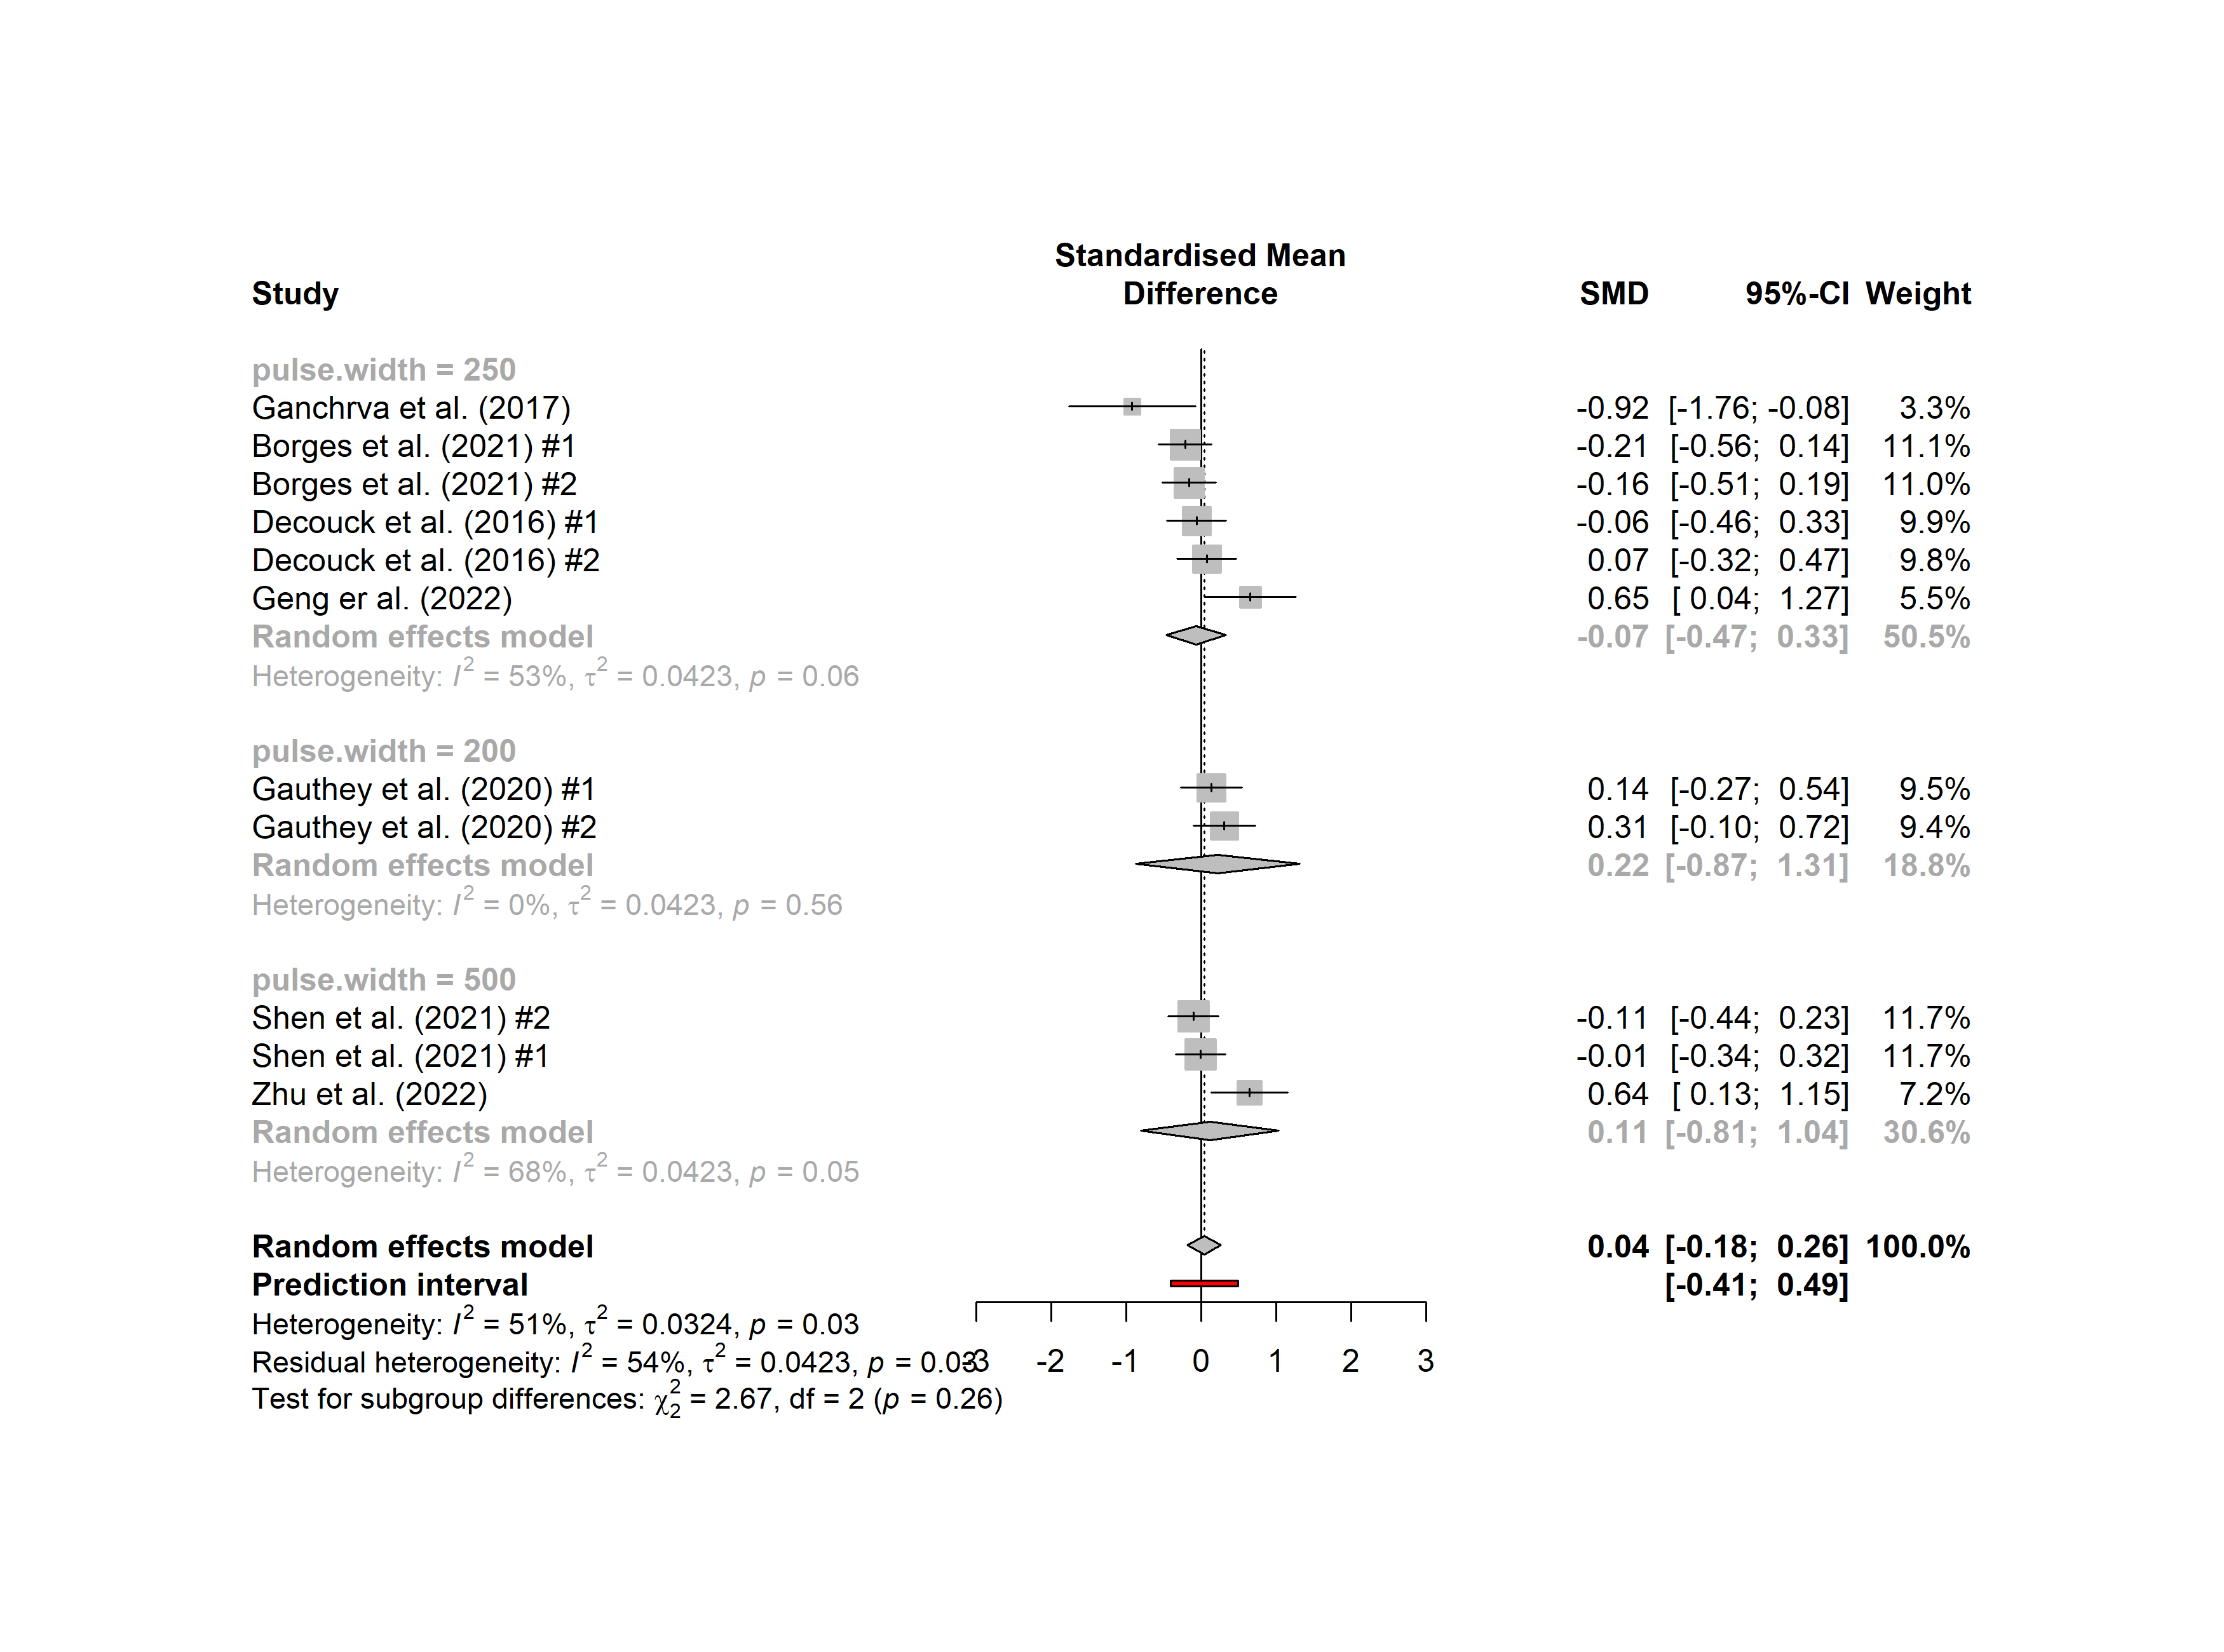 Standardised Mean
Study Difference SMD 95%-CI Weight
pulse.width = 250
Ganchrva et al. (2017) -0.92 [-1.76; -0.08] 3.3%
Borges et al. (2021) #1 -0.21 [-0.56; 0.14] 11.1%
Borges et al. (2021) #2 -0.16 [-0.51; 0.19] 11.0%
Decouck et al. (2016) #1 -0.06 [-0.46; 0.33] 9.9%
Decouck et al. (2016) #2 0.07 [-0.32; 0.47] 9.8%
Geng er al. (2022) 0.65 [ 0.04; 1.27] 5.5%
Random effects model -0.07 [-0.47; 0.33] 50.5%
Heterogeneity: I² = 53%, τ² = 0.0423, p = 0.06
pulse.width = 200
Gauthey et al. (2020) #1 0.14 [-0.27; 0.54] 9.5%
Gauthey et al. (2020) #2 0.31 [-0.10; 0.72] 9.4%
Random effects model 0.22 [-0.87; 1.31] 18.8%
Heterogeneity: I² = 0%, τ² = 0.0423, p = 0.56
pulse.width = 500
Shen et al. (2021) #2 -0.11 [-0.44; 0.23] 11.7%
Shen et al. (2021) #1 -0.01 [-0.34; 0.32] 11.7%
Zhu et al. (2022) 0.64 [ 0.13; 1.15] 7.2%
Random effects model 0.11 [-0.81; 1.04] 30.6%
Heterogeneity: I² = 68%, τ² = 0.0423, p = 0.05
Random effects model 0.04 [-0.18; 0.26] 100.0%
Prediction interval [-0.41; 0.49]
Heterogeneity: I² = 51%, τ² = 0.0324, p = 0.03
Residual heterogeneity: I² = 54%, τ² = 0.0423, p = 0.03 -3 -2 -1 0 1 2 3
Test for subgroup differences: χ₂² = 2.67, df = 2 (p = 0.26)